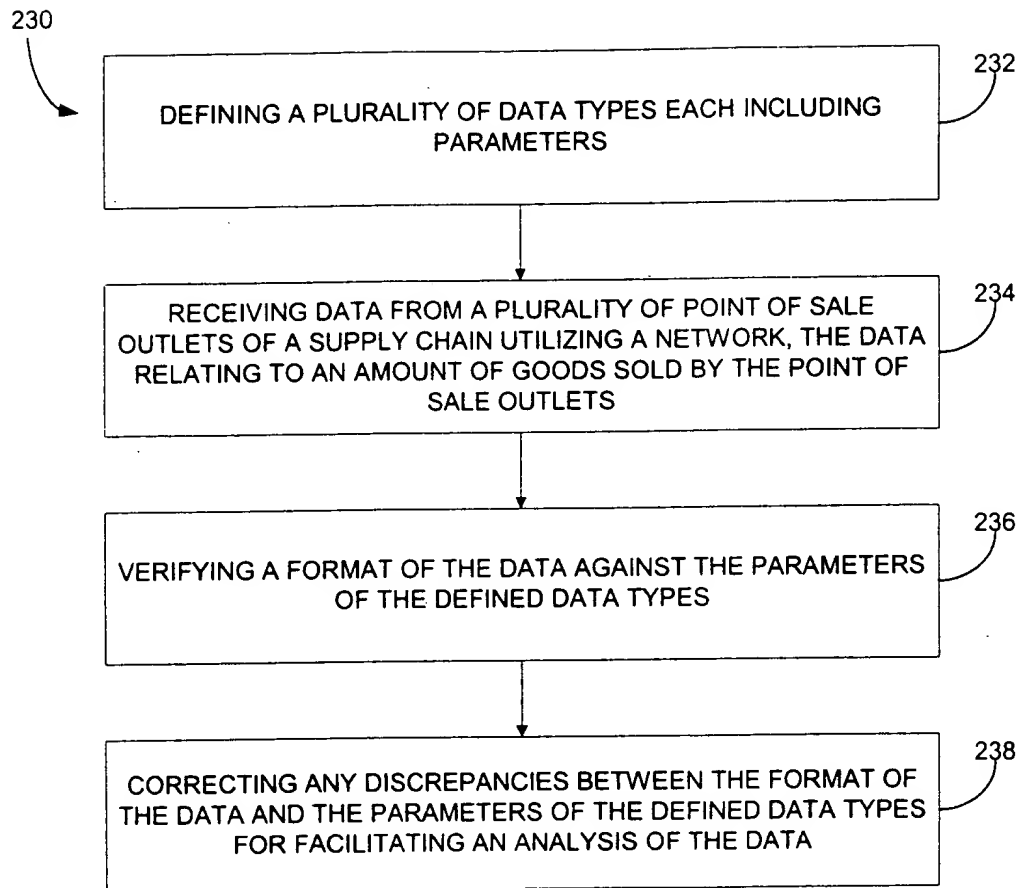 230
232
DEFINING A PLURALITY OF DATA TYPES EACH INCLUDING
PARAMETERS
234
RECEIVING DATA FROM A PLURALITY OF POINT OF SALE
OUTLETS OF A SUPPLY CHAIN UTILIZING A NETWORK, THE DATA
RELATING TO AN AMOUNT OF GOODS SOLD BY THE POINT OF
SALE OUTLETS
236
VERIFYING A FORMAT OF THE DATA AGAINST THE PARAMETERS
OF THE DEFINED DATA TYPES
238
CORRECTING ANY DISCREPANCIES BETWEEN THE FORMAT OF
THE DATA AND THE PARAMETERS OF THE DEFINED DATA TYPES
FOR FACILITATING AN ANALYSIS OF THE DATA